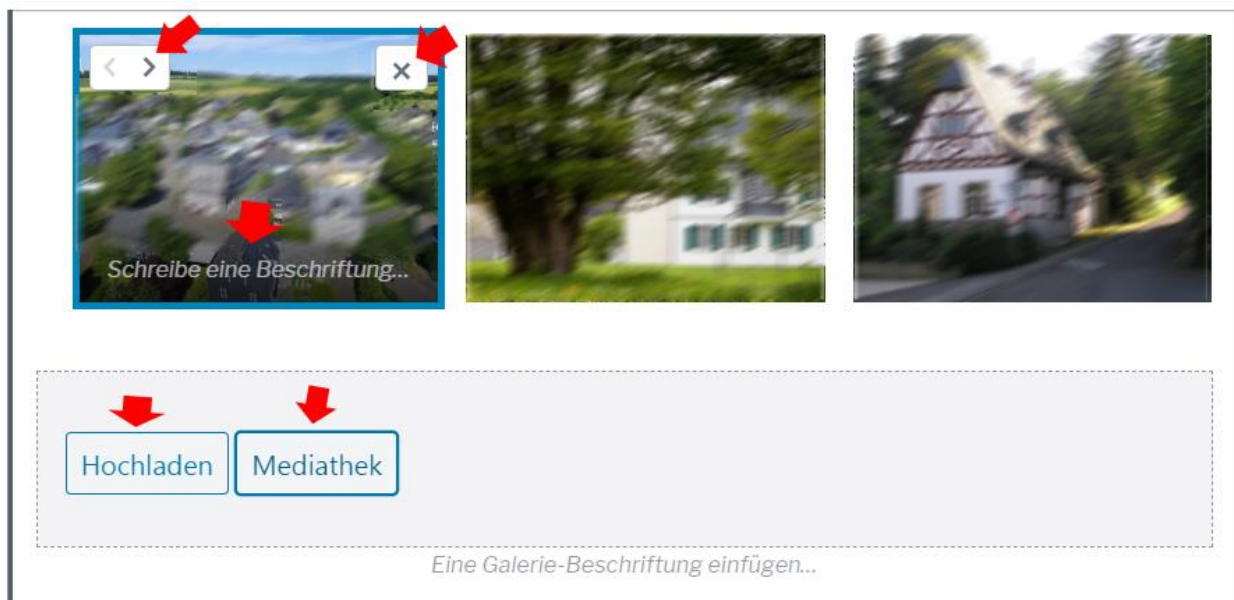 Schreibe eine Beschriftung...
Hochladen
Mediathek
Eine Galerie-Beschriftung einfügen...